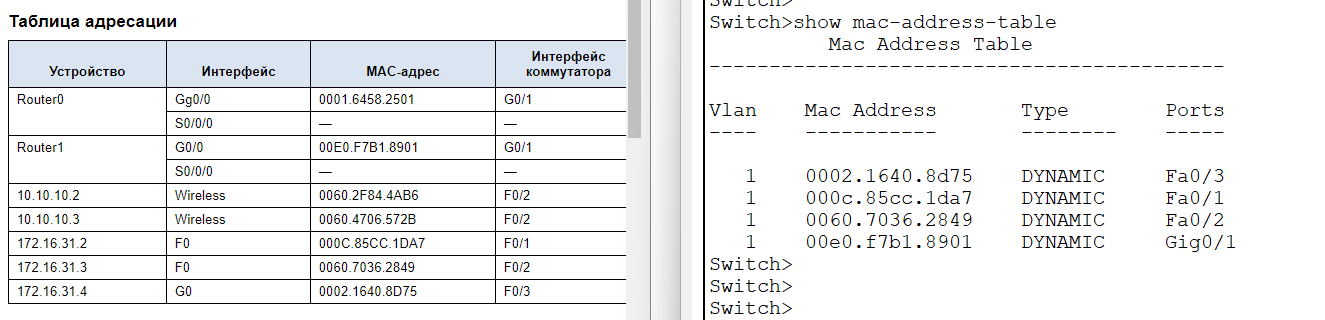 Таблица адресации
Устройство Интерфейс MAC-адрес Интерфейс коммутатора
Router0 Gg0/0 0001.6458.2501 G0/1
S0/0/0 — —
Router1 G0/0 00E0.F7B1.8901 G0/1
S0/0/0 — —
10.10.10.2 Wireless 0060.2F84.4AB6 F0/2
10.10.10.3 Wireless 0060.4706.572B F0/2
172.16.31.2 F0 000C.85CC.1DA7 F0/1
172.16.31.3 F0 0060.7036.2849 F0/2
172.16.31.4 G0 0002.1640.8D75 F0/3
Switch>
Switch>show mac-address-table
Mac Address Table
-------------------------------------------
Vlan Mac Address Type Ports
---- ----------- -------- -----
1 0002.1640.8d75 DYNAMIC Fa0/3
1 000c.85cc.1da7 DYNAMIC Fa0/1
1 0060.7036.2849 DYNAMIC Fa0/2
1 00e0.f7b1.8901 DYNAMIC Gig0/1
Switch>
Switch>
Switch>